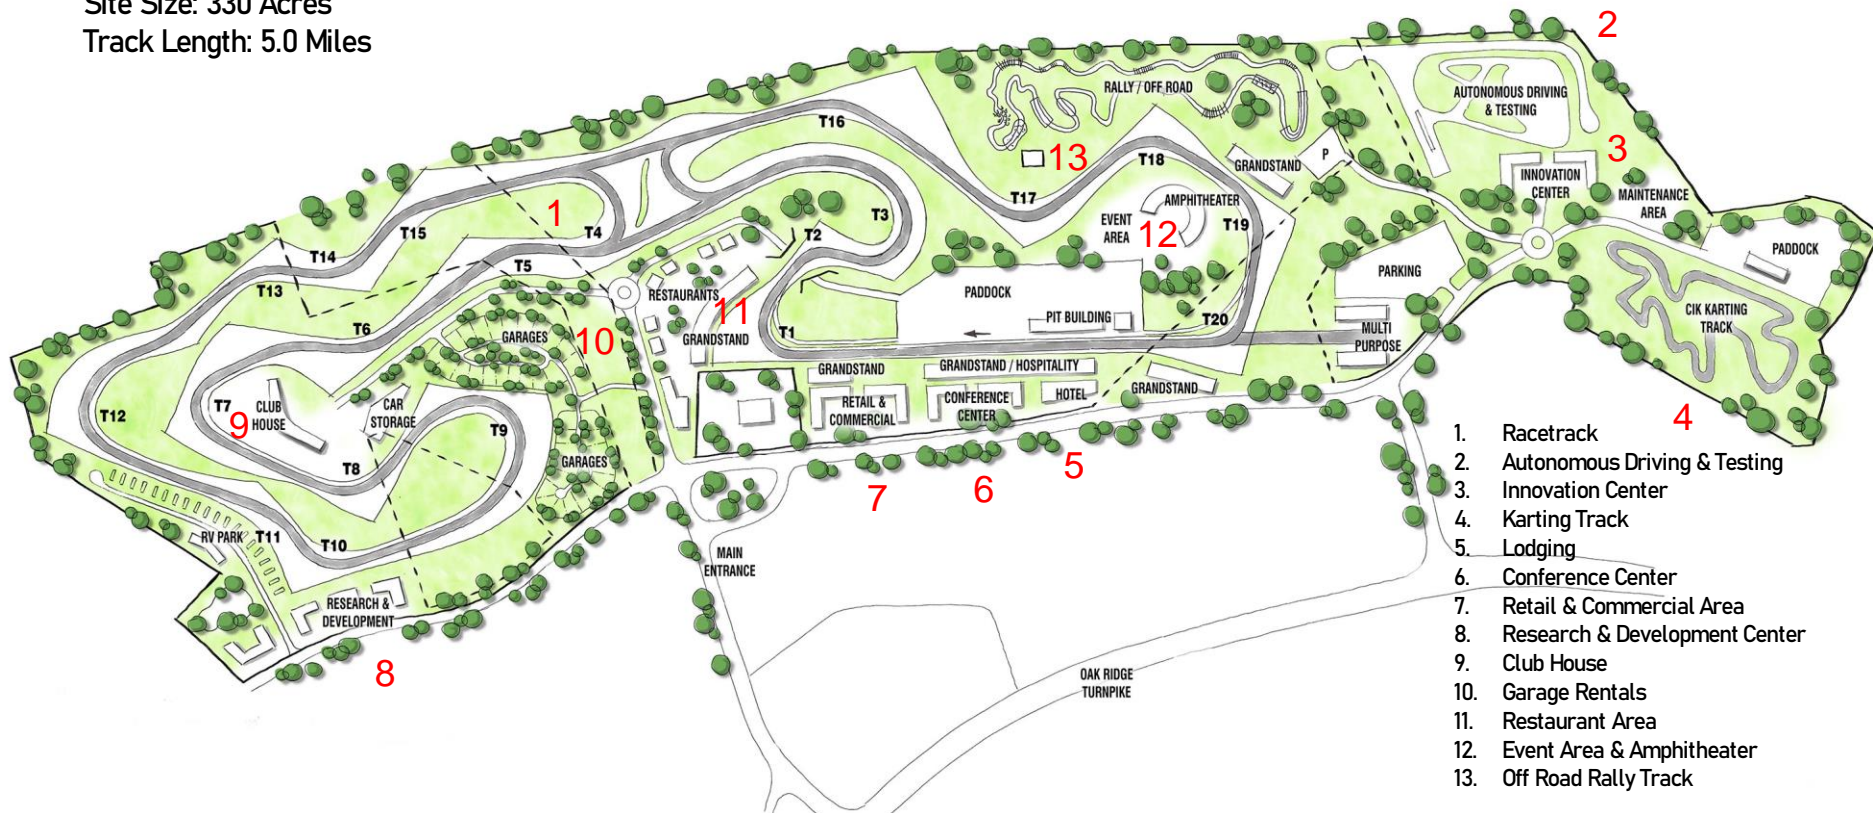 Site Size: 330 Acres
Track Length: 5.0 Miles
2
AUTONOMOUS DRIVING
& TESTING
RALLY / OFF ROAD
T16
13
T18
GRANDSTAND
P
3
INNOVATION
CENTER
MAINTENANCE
AREA
1
T15
T14
T4
T3
T2
T17
EVENT
AREA
AMPHITHEATER
12
T19
PADDOCK
T13
T5
RESTAURANTS
11
GRANDSTAND
PADDOCK
PARKING
T6
GARAGES
10
T1
PIT BUILDING
T20
MULTI
PURPOSE
CIK KARTING
TRACK
GRANDSTAND
GRANDSTAND / HOSPITALITY
GRANDSTAND
T12
T7
9
CLUB
HOUSE
CAR
STORAGE
T9
RETAIL &
COMMERCIAL
CONFERENCE
CENTER
HOTEL
4
T8
GARAGES
7
6
5
RV PARK
T11
T10
MAIN
ENTRANCE
RESEARCH &
DEVELOPMENT
8
OAK RIDGE
TURNPIKE
1. Racetrack
2. Autonomous Driving & Testing
3. Innovation Center
4. Karting Track
5. Lodging
6. Conference Center
7. Retail & Commercial Area
8. Research & Development Center
9. Club House
10. Garage Rentals
11. Restaurant Area
12. Event Area & Amphitheater
13. Off Road Rally Track